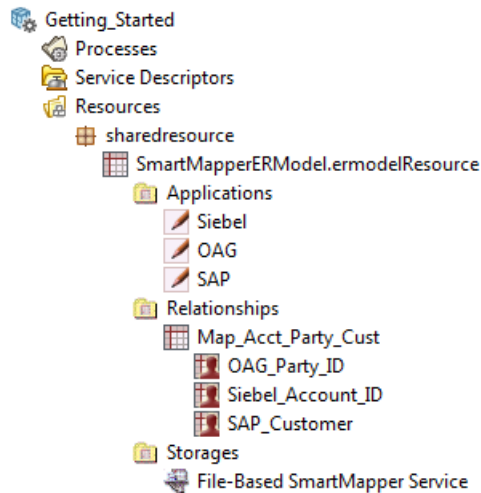 Getting_Started
Processes
Service Descriptors
Resources
sharedresource
SmartMapperERModel.ermodelResource
Applications
Siebel
OAG
SAP
Relationships
Map_Acct_Party_Cust
OAG_Party_ID
Siebel_Account_ID
SAP_Customer
Storages
File-Based SmartMapper Service